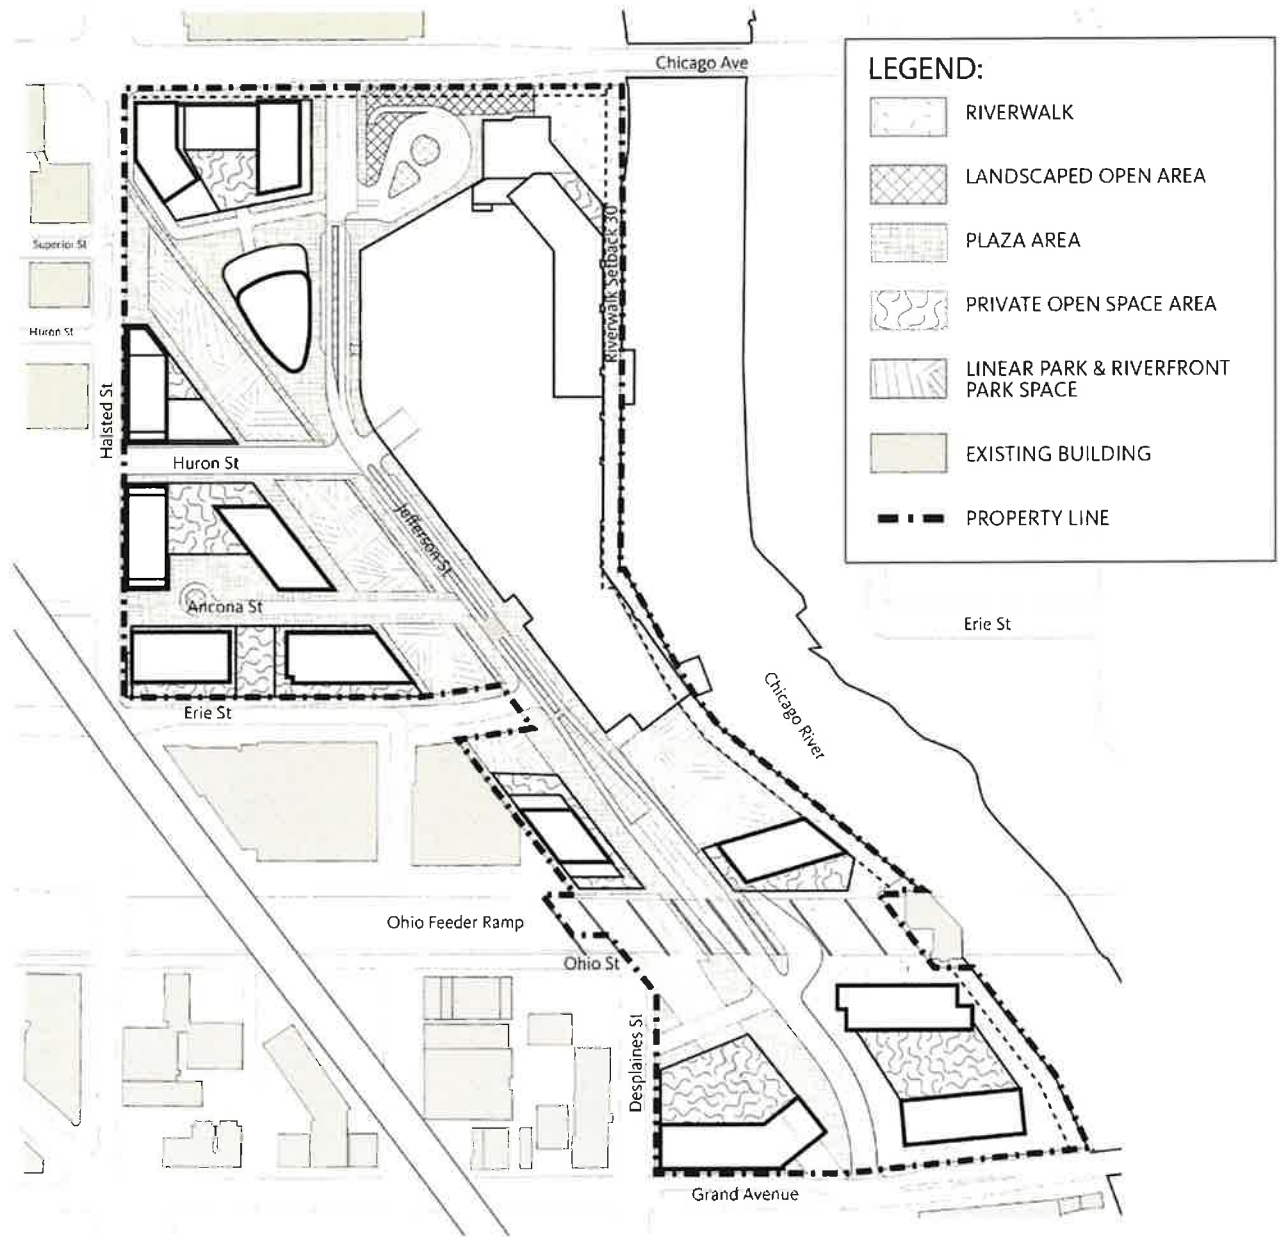 Chicago Ave
LEGEND:
RIVERWALK
LANDSCAPED OPEN AREA
PLAZA AREA
PRIVATE OPEN SPACE AREA
LINEAR PARK & RIVERFRONT
PARK SPACE
EXISTING BUILDING
PROPERTY LINE
Superior St
Huron St
Halsted St
Riverwalk Setback 30'
Huron St
Jefferson St
Ancona St
Erie St
Erie St
Chicago River
Ohio Feeder Ramp
Ohio St
Desplaines St
Grand Avenue